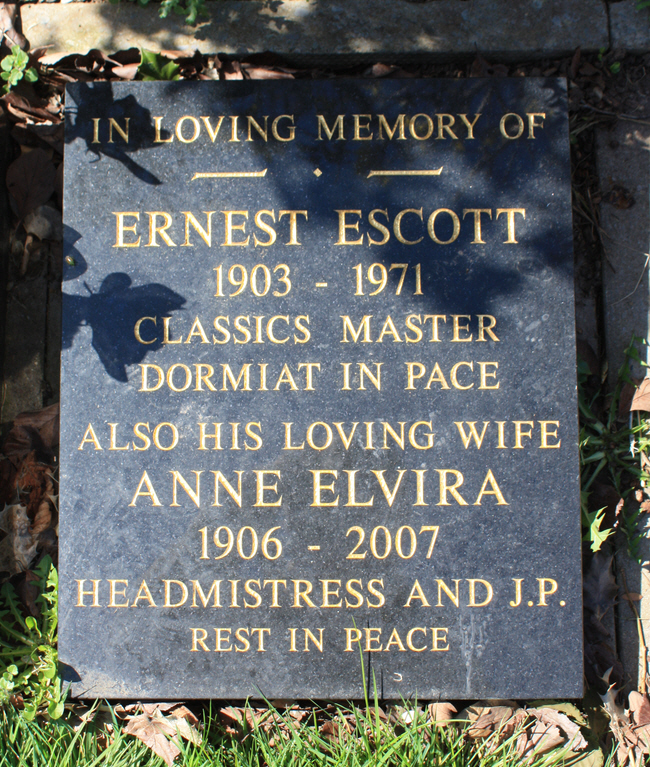 IN LOVING MEMORY OF
ERNEST ESCOTT
1903 - 1971
CLASSICS MASTER
DORMIAT IN PACE
ALSO HIS LOVING WIFE
ANNE ELVIRA
1906 - 2007
HEADMISTRESS AND J.P.
REST IN PEACE